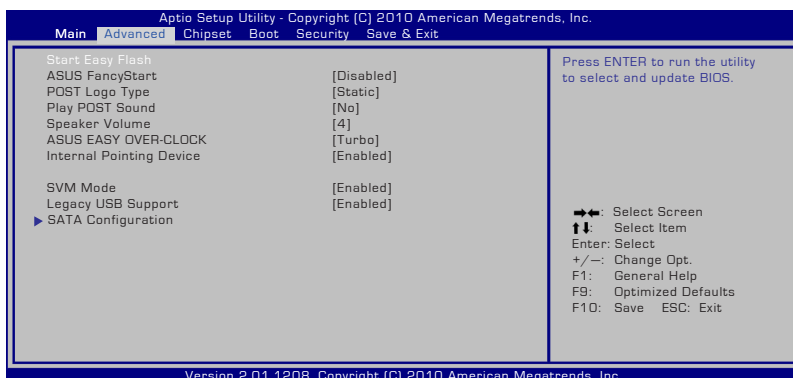 Aptio Setup Utility - Copyright (C) 2010 American Megatrends, Inc.
Main Advanced Chipset Boot Security Save & Exit
Start Easy Flash
ASUS FancyStart [Disabled]
POST Logo Type [Static]
Play POST Sound [No]
Speaker Volume [4]
ASUS EASY OVER-CLOCK [Turbo]
Internal Pointing Device [Enabled]
SVM Mode [Enabled]
Legacy USB Support [Enabled]
▶ SATA Configuration
Press ENTER to run the utility
to select and update BIOS.
→←: Select Screen
↑↓: Select Item
Enter: Select
+/—: Change Opt.
F1: General Help
F9: Optimized Defaults
F10: Save ESC: Exit
Version 2.01.1208. Copyright (C) 2010 American Megatrends, Inc.